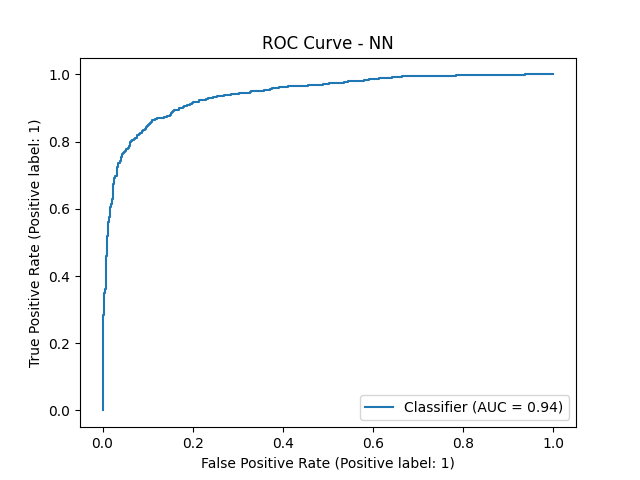 ROC Curve - NN
1.0
0.8
0.6
0.4
0.2
0.0
True Positive Rate (Positive label: 1)
Classifier (AUC = 0.94)
0.0 0.2 0.4 0.6 0.8 1.0
False Positive Rate (Positive label: 1)